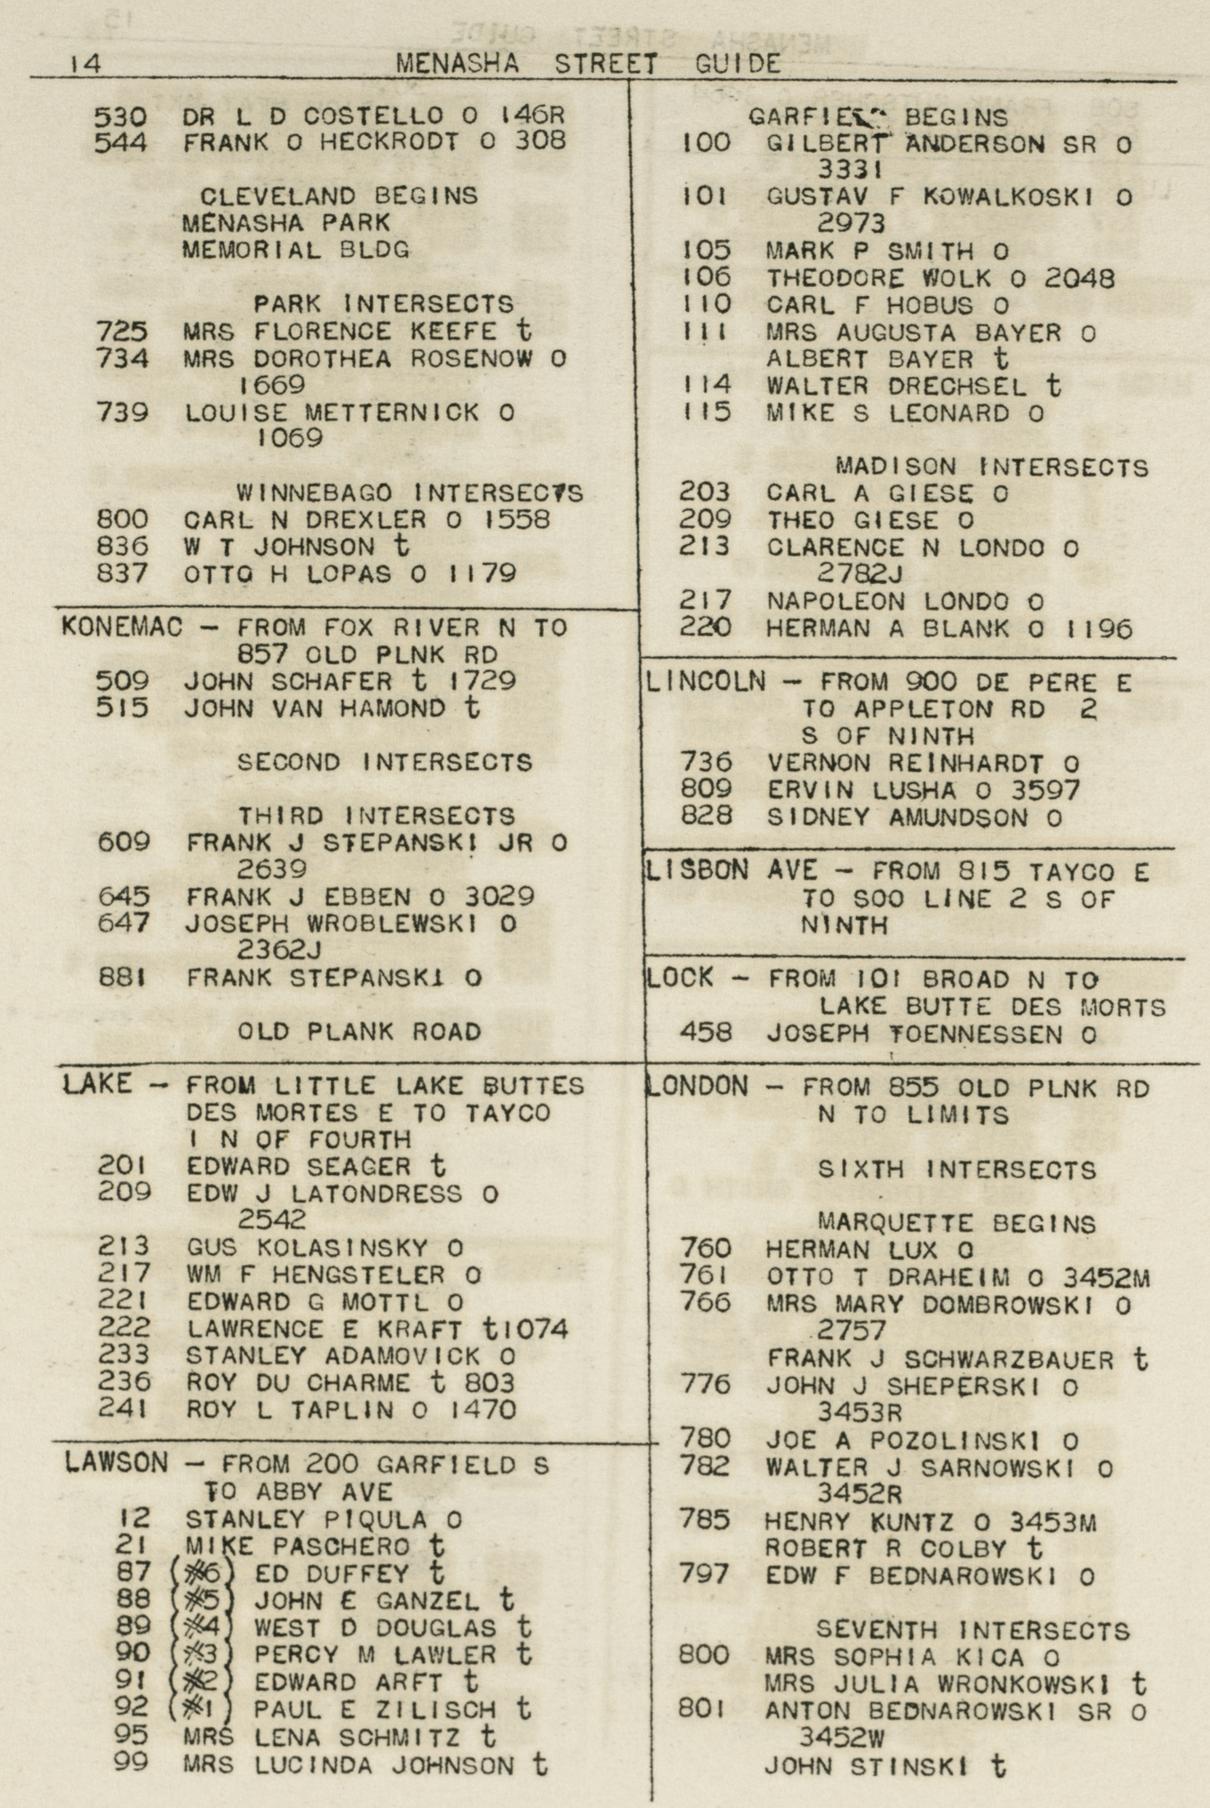 14 MENASHA STREET GUIDE
530 DR L D COSTELLO O 146R
544 FRANK O HECKRODT O 308
CLEVELAND BEGINS
MENASHA PARK
MEMORIAL BLDG
PARK INTERSECTS
725 MRS FLORENCE KEEFE t
734 MRS DOROTHEA ROSENOW O
1669
739 LOUISE METTERNICK O
1069
WINNEBAGO INTERSECTS
800 CARL N DREXLER O 1558
836 W T JOHNSON t
837 OTTO H LOPAS O 1179
KONEMAC - FROM FOX RIVER N TO
857 OLD PLNK RD
509 JOHN SCHAFER t 1729
515 JOHN VAN HAMOND t
SECOND INTERSECTS
THIRD INTERSECTS
609 FRANK J STEPANSKI JR O
2639
645 FRANK J EBBEN O 3029
647 JOSEPH WROBLEWSKI O
2362J
881 FRANK STEPANSKI O
OLD PLANK ROAD
LAKE - FROM LITTLE LAKE BUTTES
DES MORTES E TO TAYCO
1 N OF FOURTH
201 EDWARD SEAGER t
209 EDW J LATONDRESS O
2542
213 GUS KOLASINSKY O
217 WM F HENGSTELER O
221 EDWARD G MOTTL O
222 LAWRENCE E KRAFT t1074
233 STANLEY ADAMOVICK O
236 ROY DU CHARME t 803
241 ROY L TAPLIN O 1470
LAWSON - FROM 200 GARFIELD S
TO ABBY AVE
12 STANLEY PIQULA O
21 MIKE PASCHERO t
87 (#6) ED DUFFEY t
88 (#5) JOHN E GANZEL t
89 (#4) WEST D DOUGLAS t
90 (#3) PERCY M LAWLER t
91 (#2) EDWARD ARFT t
92 (#1) PAUL E ZILISCH t
95 MRS LENA SCHMITZ t
99 MRS LUCINDA JOHNSON t
GARFIELD BEGINS
100 GILBERT ANDERSON SR O
3331
101 GUSTAV F KOWALKOSKI O
2973
105 MARK P SMITH O
106 THEODORE WOLK O 2048
110 CARL F HOBUS O
111 MRS AUGUSTA BAYER O
ALBERT BAYER t
114 WALTER DRECHSEL t
115 MIKE S LEONARD O
MADISON INTERSECTS
203 CARL A GIESE O
209 THEO GIESE O
213 CLARENCE N LONDO O
2782J
217 NAPOLEON LONDO O
220 HERMAN A BLANK O 1196
LINCOLN - FROM 900 DE PERE E
TO APPLETON RD 2
S OF NINTH
736 VERNON REINHARDT O
809 ERVIN LUSHA O 3597
828 SIDNEY AMUNDSON O
LISBON AVE - FROM 815 TAYCO E
TO SOO LINE 2 S OF
NINTH
LOCK - FROM 101 BROAD N TO
LAKE BUTTE DES MORTS
458 JOSEPH TOENNESSEN O
LONDON - FROM 855 OLD PLNK RD
N TO LIMITS
SIXTH INTERSECTS
MARQUETTE BEGINS
760 HERMAN LUX O
761 OTTO T DRAHEIM O 3452M
766 MRS MARY DOMBROWSKI O
2757
FRANK J SCHWARZBAUER t
776 JOHN J SHEPERSKI O
3453R
780 JOE A POZOLINSKI O
782 WALTER J SARNOWSKI O
3452R
785 HENRY KUNTZ O 3453M
ROBERT R COLBY t
797 EDW F BEDNAROWSKI O
SEVENTH INTERSECTS
800 MRS SOPHIA KICA O
MRS JULIA WRONKOWSKI t
801 ANTON BEDNAROWSKI SR O
3452W
JOHN STINSKI t